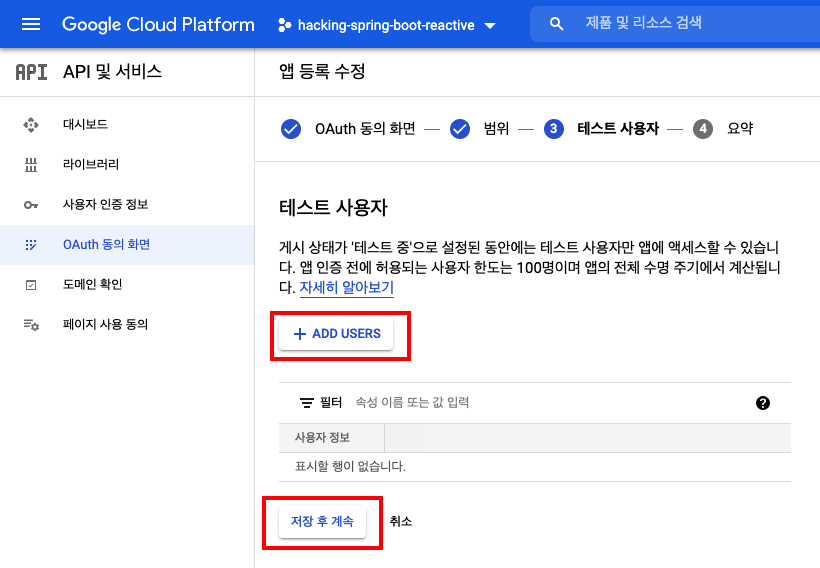 Google Cloud Platform
hacking-spring-boot-reactive
제품 및 리소스 검색
API
API 및 서비스
대시보드
라이브러리
사용자 인증 정보
OAuth 동의 화면
도메인 확인
페이지 사용 동의
앱 등록 수정
OAuth 동의 화면
범위
3 테스트 사용자
4 요약
테스트 사용자
게시 상태가 '테스트 중'으로 설정된 동안에는 테스트 사용자만 앱에 액세스할 수 있습니
다. 앱 인증 전에 허용되는 사용자 한도는 100명이며 앱의 전체 수명 주기에서 계산됩니
다. 자세히 알아보기
+ ADD USERS
필터 속성 이름 또는 값 입력 ?
사용자 정보
표시할 행이 없습니다.
저장 후 계속 취소